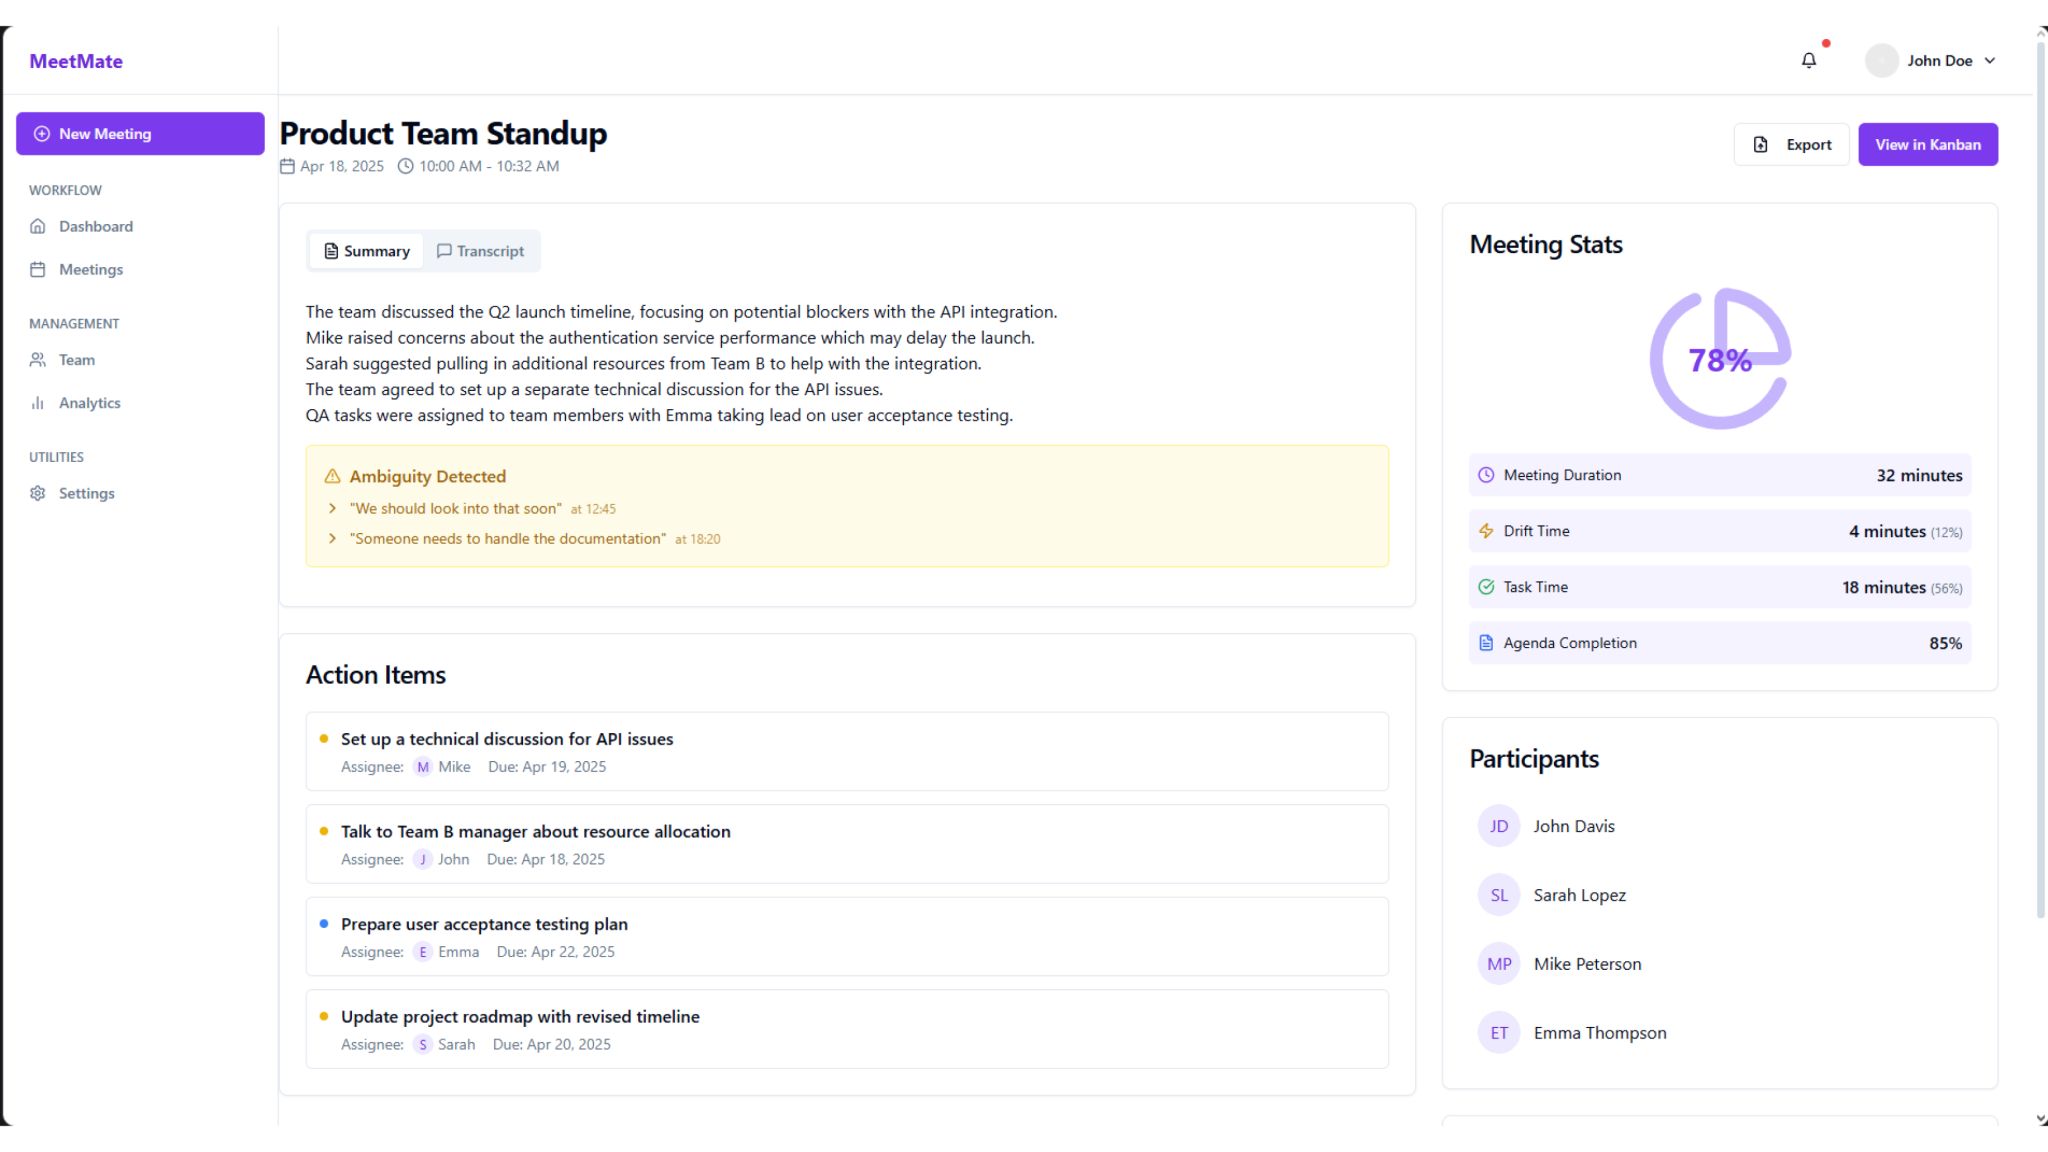 MeetMate
John Doe
New Meeting
WORKFLOW
Dashboard
Meetings
MANAGEMENT
Team
Analytics
UTILITIES
Settings
Product Team Standup
Apr 18, 2025 10:00 AM - 10:32 AM
Export
View in Kanban
Summary
Transcript
The team discussed the Q2 launch timeline, focusing on potential blockers with the API integration.
Mike raised concerns about the authentication service performance which may delay the launch.
Sarah suggested pulling in additional resources from Team B to help with the integration.
The team agreed to set up a separate technical discussion for the API issues.
QA tasks were assigned to team members with Emma taking lead on user acceptance testing.
Ambiguity Detected
"We should look into that soon" at 12:45
"Someone needs to handle the documentation" at 18:20
Action Items
Set up a technical discussion for API issues
Assignee: M Mike Due: Apr 19, 2025
Talk to Team B manager about resource allocation
Assignee: J John Due: Apr 18, 2025
Prepare user acceptance testing plan
Assignee: E Emma Due: Apr 22, 2025
Update project roadmap with revised timeline
Assignee: S Sarah Due: Apr 20, 2025
Meeting Stats
78%
Meeting Duration 32 minutes
Drift Time 4 minutes (12%)
Task Time 18 minutes (56%)
Agenda Completion 85%
Participants
JD John Davis
SL Sarah Lopez
MP Mike Peterson
ET Emma Thompson